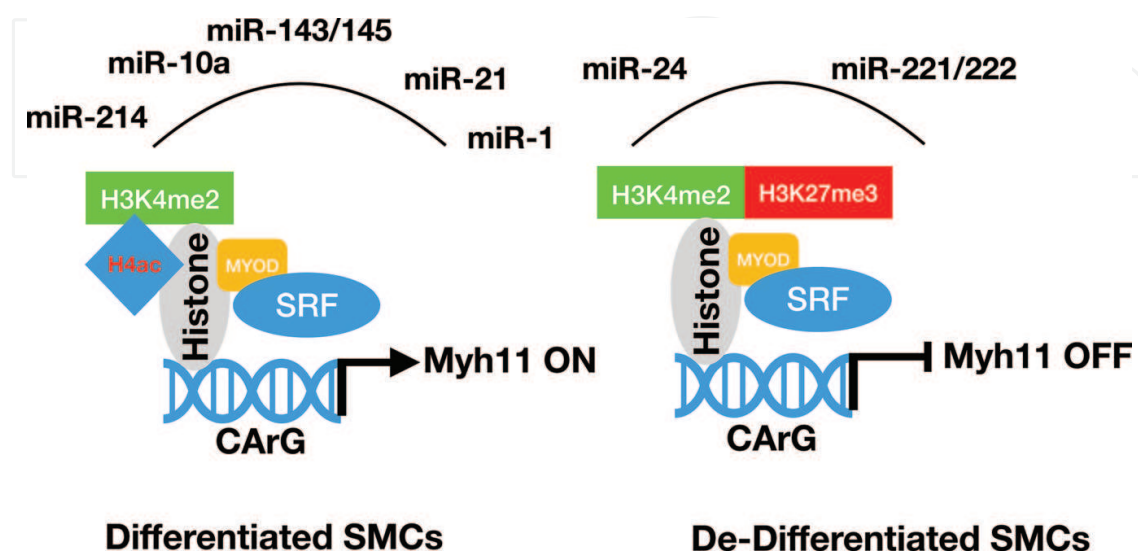 miR-143/145
miR-10a
miR-21
miR-214
miR-1
H3K4me2
H4ac
Histone
MYOD
SRF
Myh11 ON
CArG
Differentiated SMCs
miR-24
miR-221/222
H3K4me2
H3K27me3
Histone
MYOD
SRF
Myh11 OFF
CArG
De-Differentiated SMCs